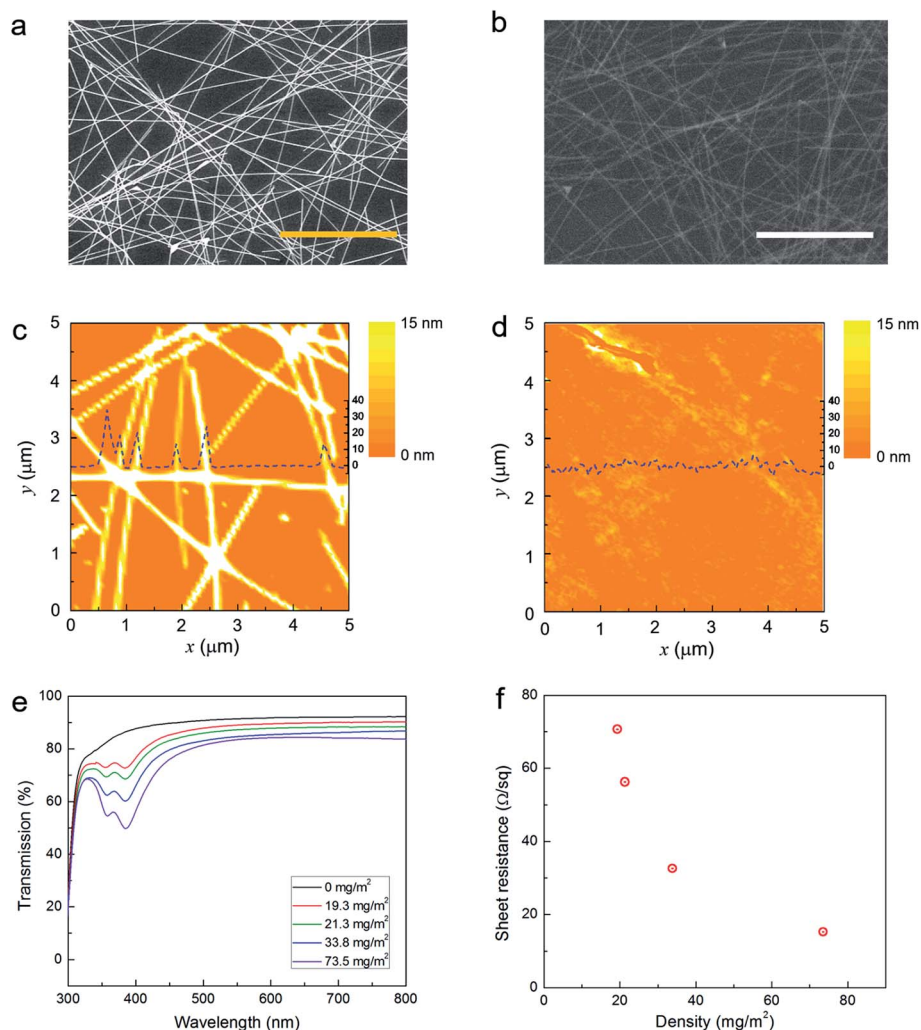 a
b
c
5
4
3
2
1
0
y (μm)
0 1 2 3 4 5
x (μm)
40
30
20
10
0
15 nm
0 nm
d
5
4
3
2
1
0
y (μm)
0 1 2 3 4 5
x (μm)
40
30
20
10
0
15 nm
0 nm
e
100
80
60
40
20
0
Transmission (%)
0 mg/m²
19.3 mg/m²
21.3 mg/m²
33.8 mg/m²
73.5 mg/m²
300 400 500 600 700 800
Wavelength (nm)
f
80
60
40
20
0
Sheet resistance (Ω/sq)
0 20 40 60 80
Density (mg/m²)